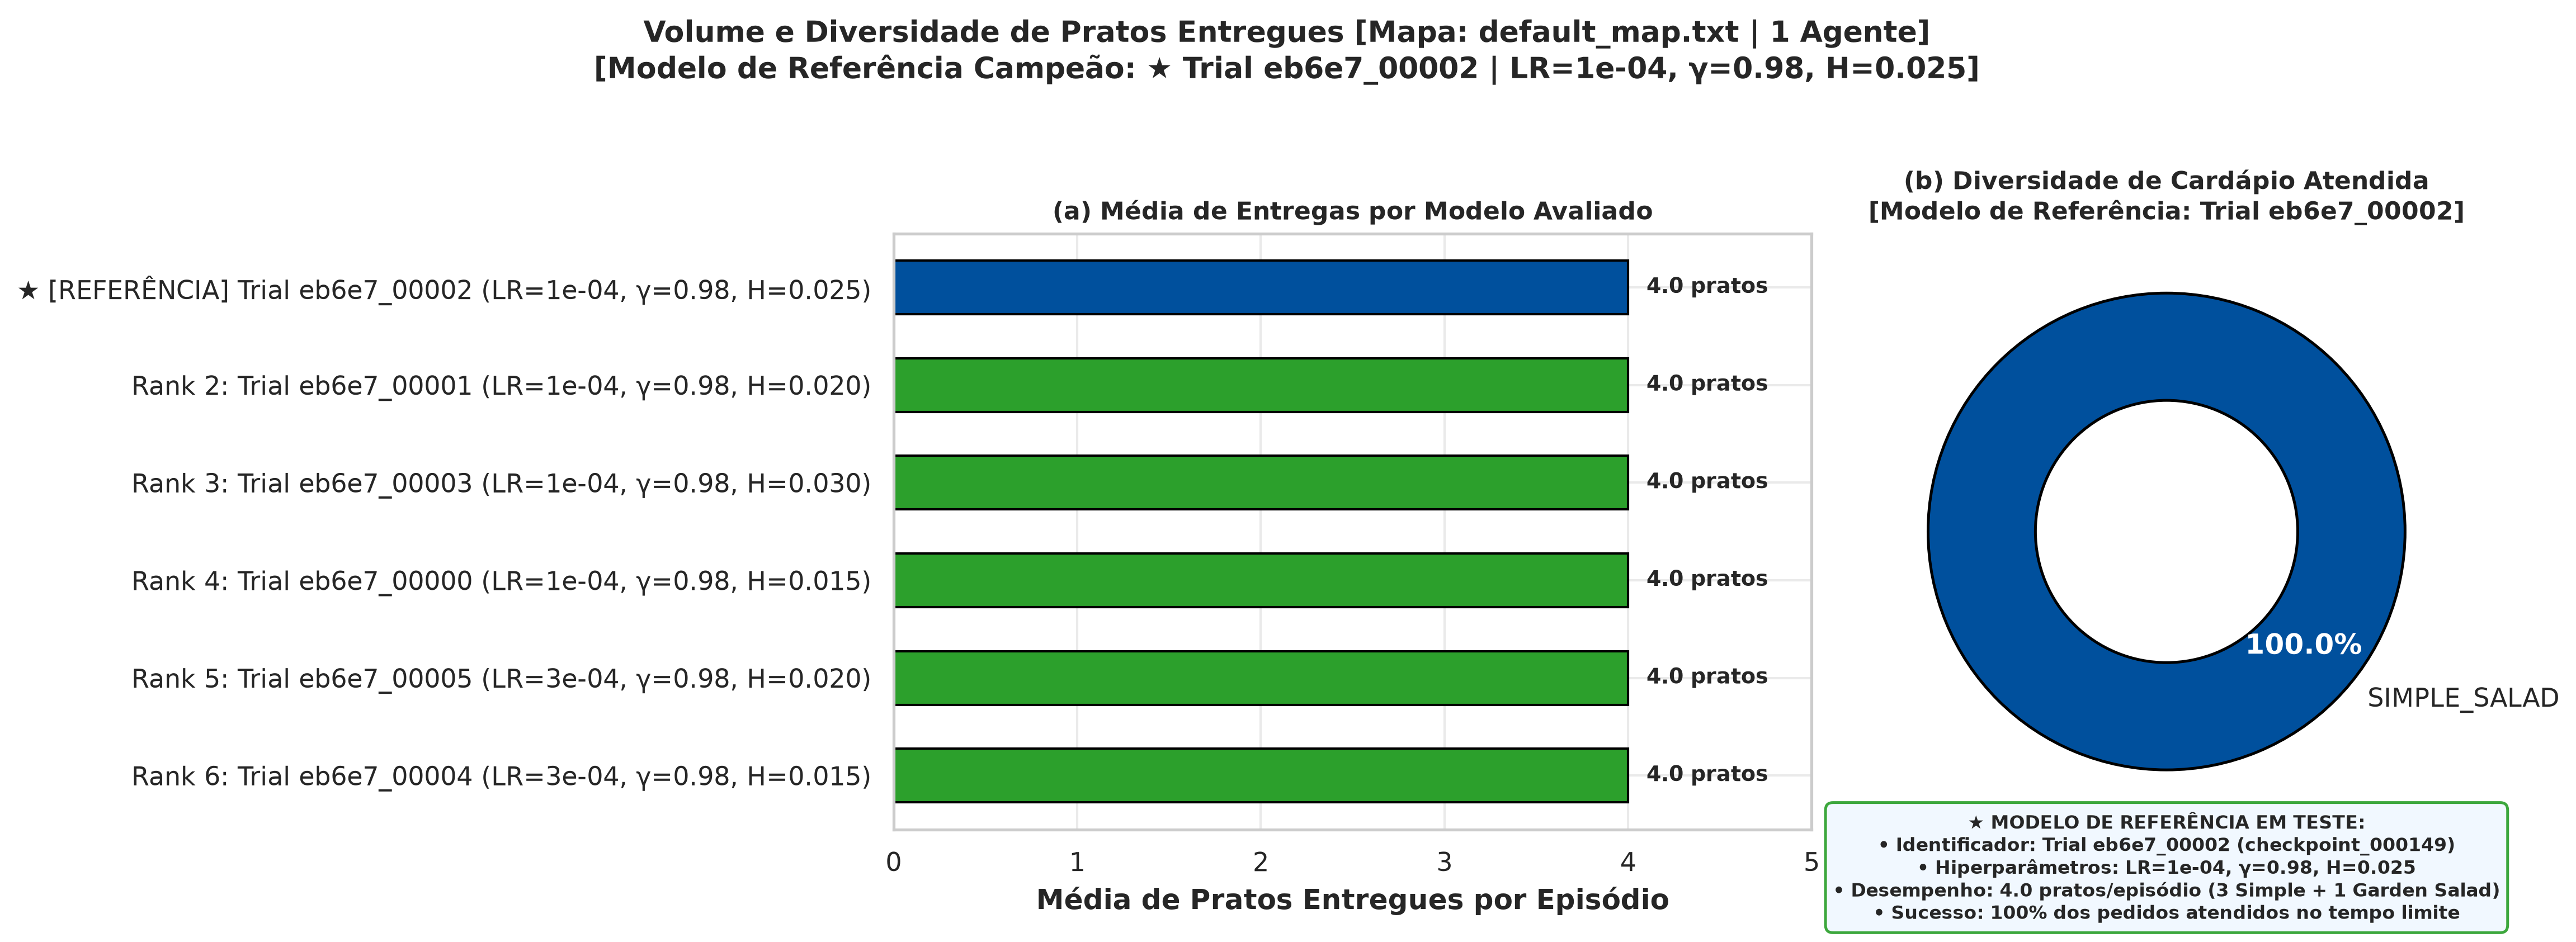 Volume e Diversidade de Pratos Entregues [Mapa: default_map.txt | 1 Agente]
[Modelo de Referência Campeão: ★ Trial eb6e7_00002 | LR=1e-04, γ=0.98, H=0.025]
(a) Média de Entregas por Modelo Avaliado
★ [REFERÊNCIA] Trial eb6e7_00002 (LR=1e-04, γ=0.98, H=0.025)
4.0 pratos
Rank 2: Trial eb6e7_00001 (LR=1e-04, γ=0.98, H=0.020)
4.0 pratos
Rank 3: Trial eb6e7_00003 (LR=1e-04, γ=0.98, H=0.030)
4.0 pratos
Rank 4: Trial eb6e7_00000 (LR=1e-04, γ=0.98, H=0.015)
4.0 pratos
Rank 5: Trial eb6e7_00005 (LR=3e-04, γ=0.98, H=0.020)
4.0 pratos
Rank 6: Trial eb6e7_00004 (LR=3e-04, γ=0.98, H=0.015)
4.0 pratos
0 1 2 3 4 5
Média de Pratos Entregues por Episódio
(b) Diversidade de Cardápio Atendida
[Modelo de Referência: Trial eb6e7_00002]
100.0%
SIMPLE_SALAD
★ MODELO DE REFERÊNCIA EM TESTE:
• Identificador: Trial eb6e7_00002 (checkpoint_000149)
• Hiperparâmetros: LR=1e-04, γ=0.98, H=0.025
• Desempenho: 4.0 pratos/episódio (3 Simple + 1 Garden Salad)
• Sucesso: 100% dos pedidos atendidos no tempo limite